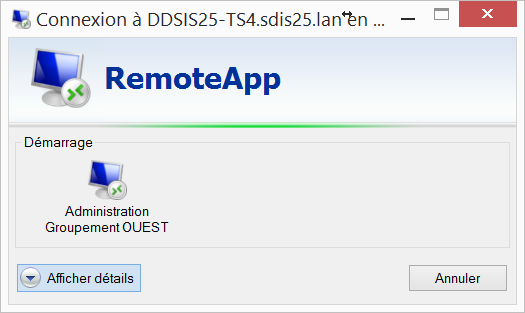 Connexion à DDSIS25-TS4.sdis25.lan en ...
RemoteApp
Démarrage
Administration
Groupement OUEST
Afficher détails
Annuler